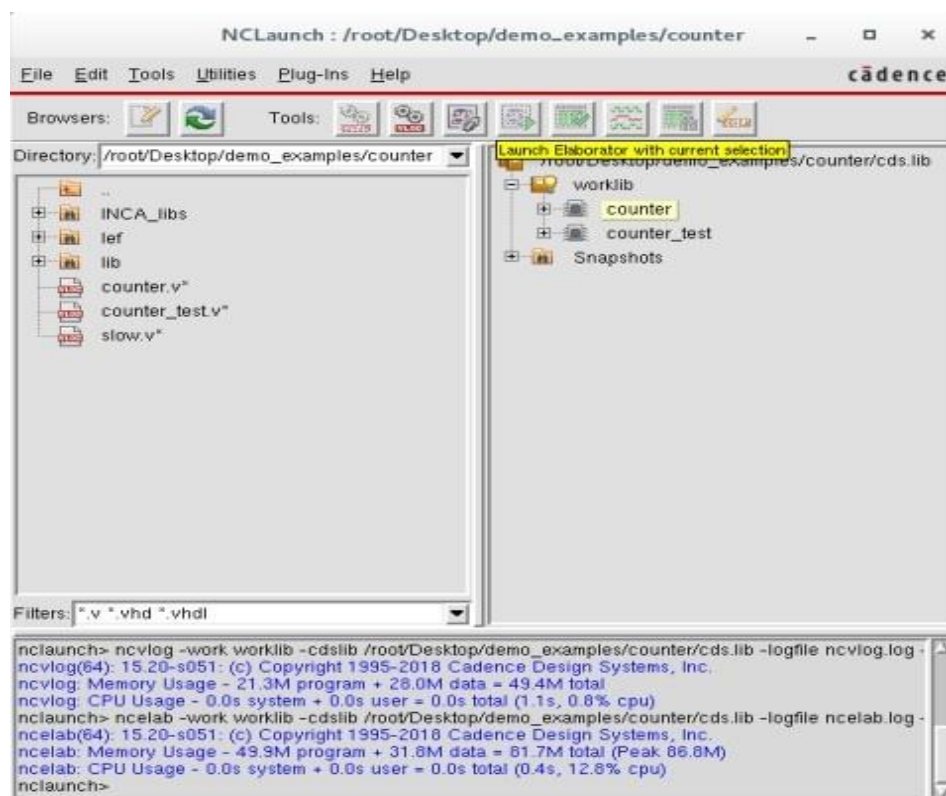 NCLaunch : /root/Desktop/demo_examples/counter
File Edit Tools Utilities Plug-Ins Help cādence
Browsers: Tools:
Directory: /root/Desktop/demo_examples/counter
Launch Elaborator with current selection
/root/Desktop/demo_examples/counter/cds.lib
..
INCA_libs
lef
lib
counter.v*
counter_test.v*
slow.v*
worklib
counter
counter_test
Snapshots
Filters: *.v *.vhd *.vhdl
nclaunch> ncvlog -work worklib -cdslib /root/Desktop/demo_examples/counter/cds.lib -logfile ncvlog.log -
ncvlog(64): 15.20-s051: (c) Copyright 1995-2018 Cadence Design Systems, Inc.
ncvlog: Memory Usage - 21.3M program + 28.0M data = 49.4M total
ncvlog: CPU Usage - 0.0s system + 0.0s user = 0.0s total (1.1s, 0.8% cpu)
nclaunch> ncelab -work worklib -cdslib /root/Desktop/demo_examples/counter/cds.lib -logfile ncelab.log -
ncelab(64): 15.20-s051: (c) Copyright 1995-2018 Cadence Design Systems, Inc.
ncelab: Memory Usage - 49.9M program + 31.8M data = 81.7M total (Peak 86.8M)
ncelab: CPU Usage - 0.0s system + 0.0s user = 0.0s total (0.4s, 12.8% cpu)
nclaunch>